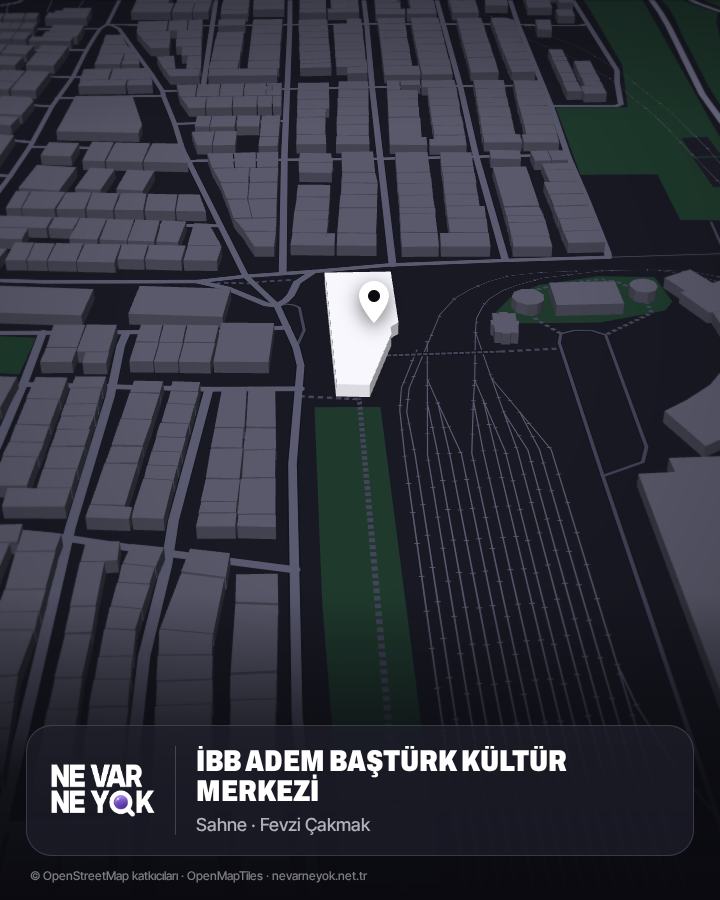 NE VAR
NE YOK
İBB ADEM BAŞTÜRK KÜLTÜR
MERKEZİ
Sahne · Fevzi Çakmak
© OpenStreetMap katkıcıları · OpenMapTiles · nevarneyok.net.tr